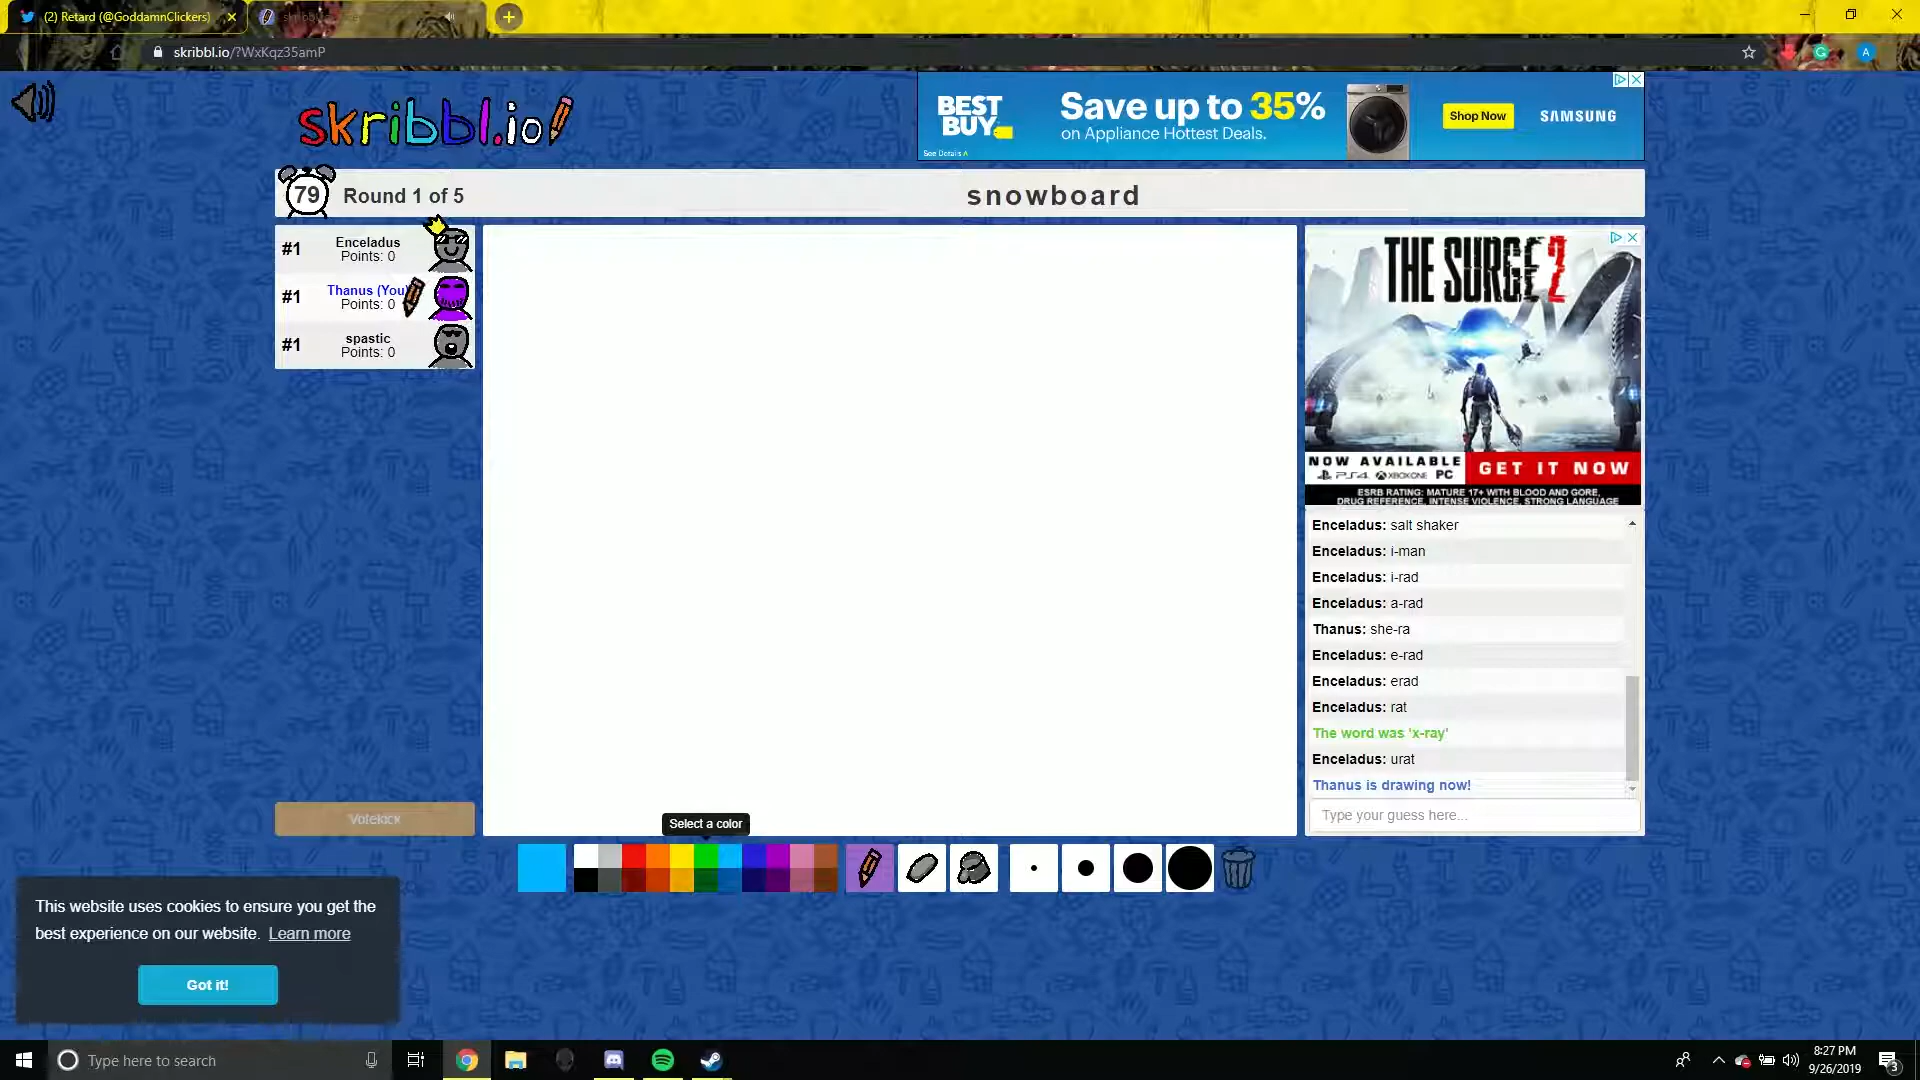 (2) Retard (@GoddamnClickers)
skribbl.io/?WxKqz35amP
skribbl.io
BEST BUY
See Details
Save up to 35%
on Appliance Hottest Deals.
Shop Now
SAMSUNG
79
Round 1 of 5
snowboard
#1
Enceladus
Points: 0
#1
Thanus (You)
Points: 0
#1
spastic
Points: 0
THE SURGE 2
NOW AVAILABLE
PS4 XBOX ONE PC
GET IT NOW
ESRB RATING: MATURE 17+ WITH BLOOD AND GORE,
DRUG REFERENCE, INTENSE VIOLENCE, STRONG LANGUAGE
Enceladus: salt shaker
Enceladus: i-man
Enceladus: i-rad
Enceladus: a-rad
Thanus: she-ra
Enceladus: e-rad
Enceladus: erad
Enceladus: rat
The word was 'x-ray'
Enceladus: urat
Thanus is drawing now!
Type your guess here...
Votekick
Select a color
This website uses cookies to ensure you get the
best experience on our website. Learn more
Got it!
Type here to search
8:27 PM
9/26/2019
3
A